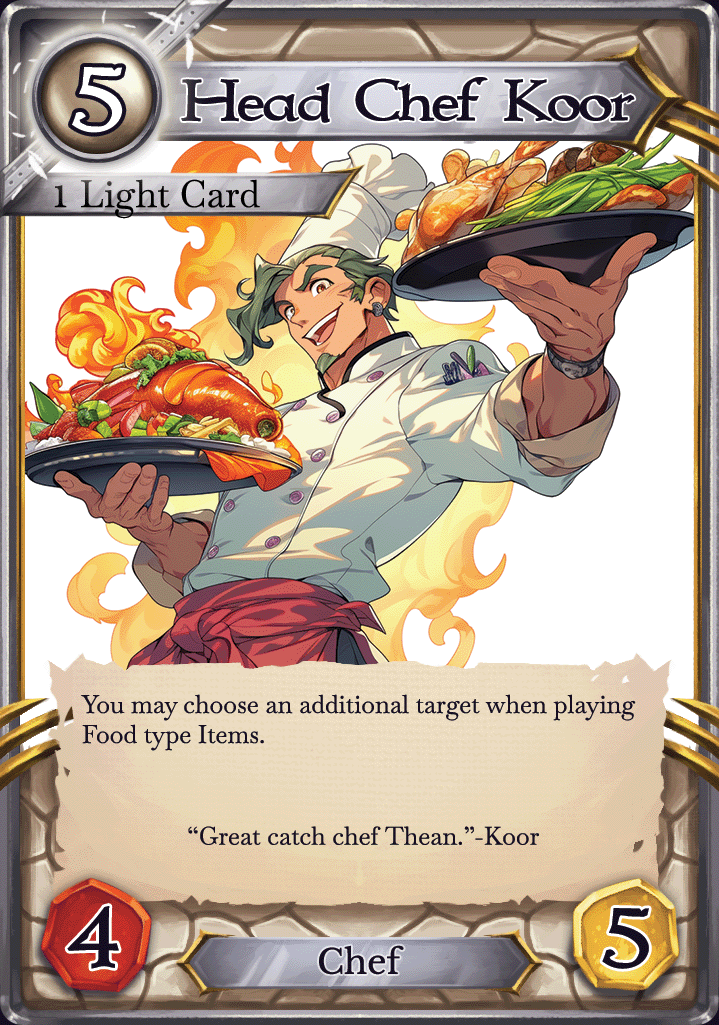 5
Head Chef Koor
1 Light Card
You may choose an additional target when playing
Food type Items.
“Great catch chef Thean.”-Koor
4
Chef
5